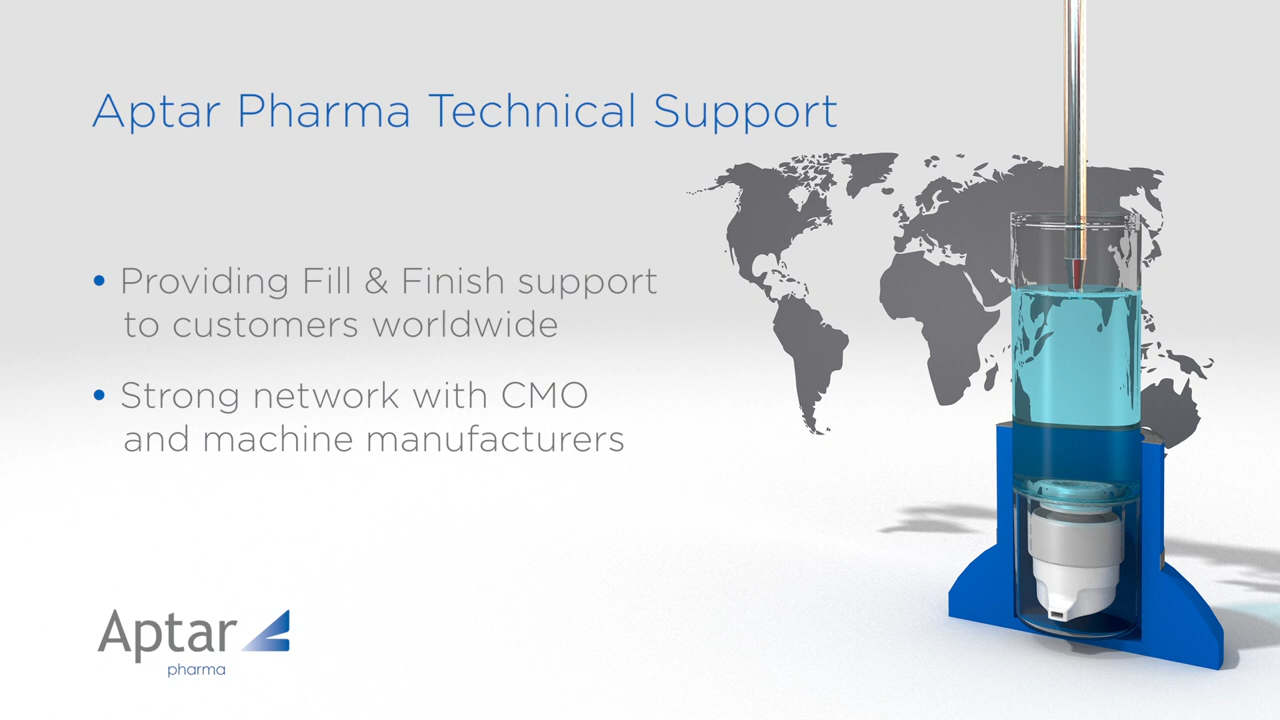 Aptar Pharma Technical Support
• Providing Fill & Finish support
to customers worldwide
• Strong network with CMO
and machine manufacturers
Aptar
pharma